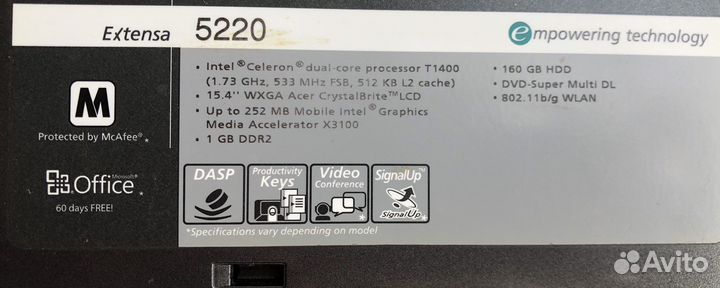 Extensa 5220
empowering technology
• Intel® Celeron® dual-core processor T1400
(1.73 GHz, 533 MHz FSB, 512 KB L2 cache)
• 15.4'' WXGA Acer CrystalBrite™LCD
• Up to 252 MB Mobile Intel® Graphics
Media Accelerator X3100
• 1 GB DDR2
• 160 GB HDD
• DVD-Super Multi DL
• 802.11b/g WLAN
M
Protected by McAfee®*
Microsoft®
Office*
60 days FREE!
DASP
Productivity
Keys
Video
Conference
*
SignalUp™
SignalUp*
*Specifications vary depending on model
Avito